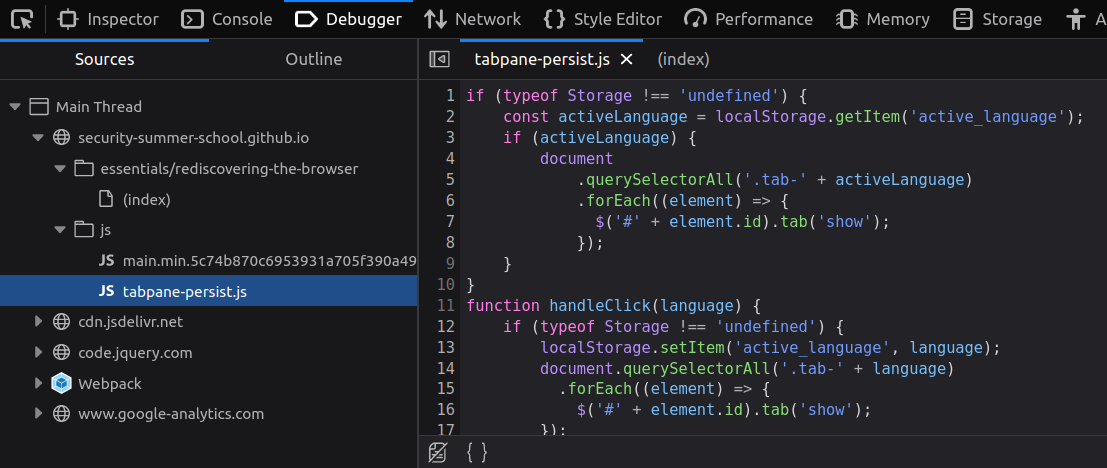 Inspector Console Debugger Network Style Editor Performance Memory Storage A
Sources Outline
Main Thread
security-summer-school.github.io
essentials/rediscovering-the-browser
(index)
js
JS main.min.5c74b870c6953931a705f390a49
JS tabpane-persist.js
cdn.jsdelivr.net
code.jquery.com
Webpack
www.google-analytics.com
tabpane-persist.js (index)
1 if (typeof Storage !== 'undefined') {
2 const activeLanguage = localStorage.getItem('active_language');
3 if (activeLanguage) {
4 document
5 .querySelectorAll('.tab-' + activeLanguage)
6 .forEach((element) => {
7 $('#' + element.id).tab('show');
8 });
9 }
10 }
11 function handleClick(language) {
12 if (typeof Storage !== 'undefined') {
13 localStorage.setItem('active_language', language);
14 document.querySelectorAll('.tab-' + language)
15 .forEach((element) => {
16 $('#' + element.id).tab('show');
17 });
{ }